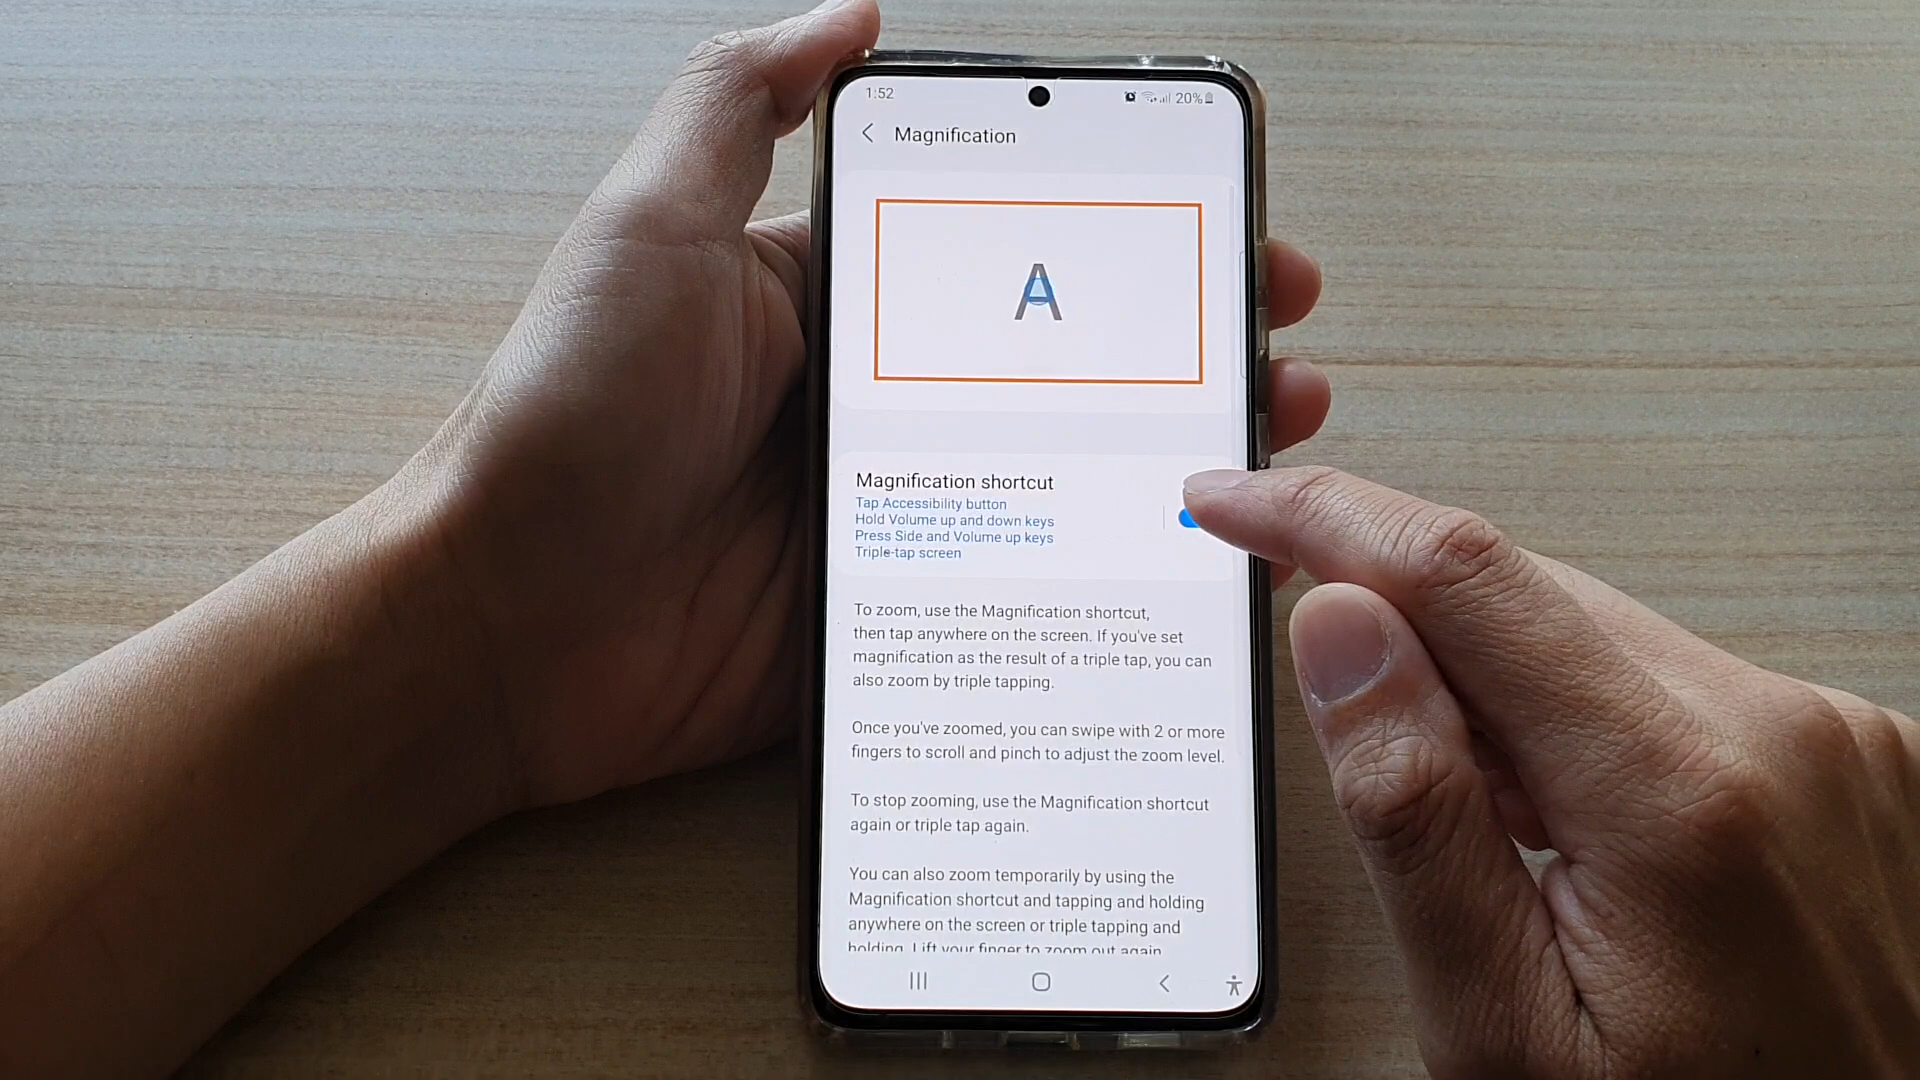 1:52
20%
Magnification
A
Magnification shortcut
Tap Accessibility button
Hold Volume up and down keys
Press Side and Volume up keys
Triple-tap screen
To zoom, use the Magnification shortcut,
then tap anywhere on the screen. If you've set
magnification as the result of a triple tap, you can
also zoom by triple tapping.
Once you've zoomed, you can swipe with 2 or more
fingers to scroll and pinch to adjust the zoom level.
To stop zooming, use the Magnification shortcut
again or triple tap again.
You can also zoom temporarily by using the
Magnification shortcut and tapping and holding
anywhere on the screen or triple tapping and
holding. Lift your finger to zoom out again